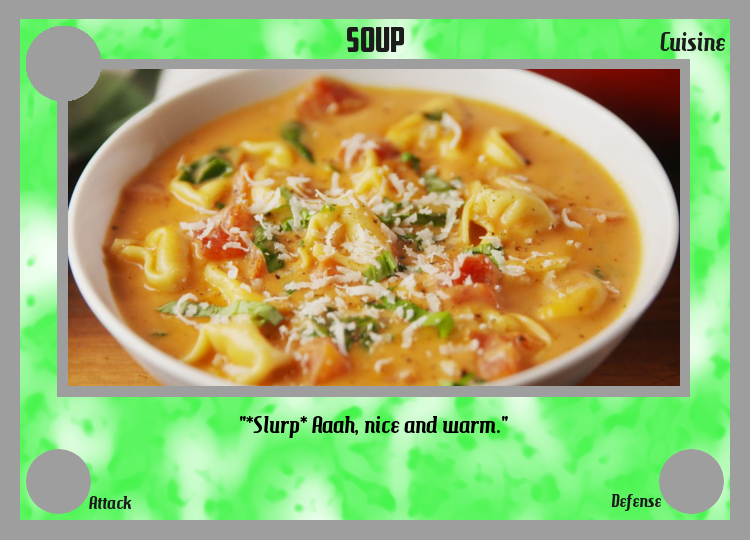 SOUP
Cuisine
"*Slurp* Aaah, nice and warm."
Attack
Defense